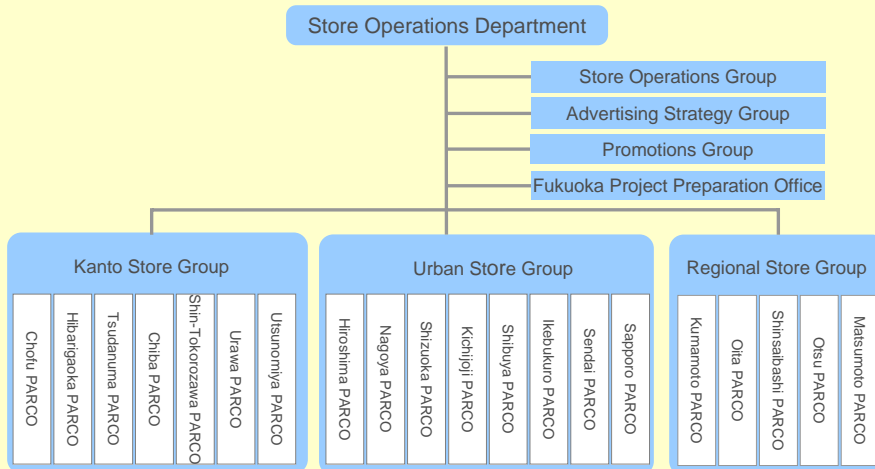 Store Operations Department
Store Operations Group
Advertising Strategy Group
Promotions Group
Fukuoka Project Preparation Office
Kanto Store Group
Chofu PARCO
Hibarigaoka PARCO
Tsudanuma PARCO
Chiba PARCO
Shin-Tokorozawa PARCO
Urawa PARCO
Utsunomiya PARCO
Urban Store Group
Hiroshima PARCO
Nagoya PARCO
Shizuoka PARCO
Kichijoji PARCO
Shibuya PARCO
Ikebukuro PARCO
Sendai PARCO
Sapporo PARCO
Regional Store Group
Kumamoto PARCO
Oita PARCO
Shinsaibashi PARCO
Otsu PARCO
Matsumoto PARCO